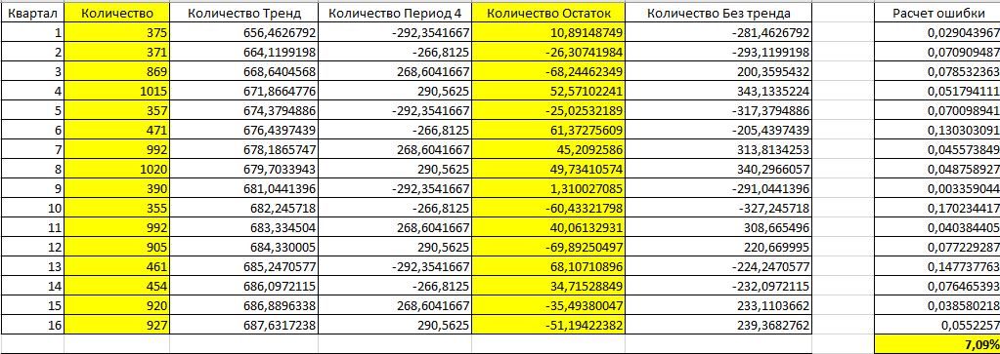 Квартал Количество Количество Тренд Количество Период 4 Количество Остаток Количество Без тренда Расчет ошибки
1 375 656,4626792 -292,3541667 10,89148749 -281,4626792 0,029043967
2 371 664,1199198 -266,8125 -26,30741984 -293,1199198 0,070909487
3 869 668,6404568 268,6041667 -68,24462349 200,3595432 0,078532363
4 1015 671,8664776 290,5625 52,57102241 343,1335224 0,051794111
5 357 674,3794886 -292,3541667 -25,02532189 -317,3794886 0,070098941
6 471 676,4397439 -266,8125 61,37275609 -205,4397439 0,130303091
7 992 678,1865747 268,6041667 45,2092586 313,8134253 0,045573849
8 1020 679,7033943 290,5625 49,73410574 340,2966057 0,048758927
9 390 681,0441396 -292,3541667 1,310027085 -291,0441396 0,003359044
10 355 682,245718 -266,8125 -60,43321798 -327,245718 0,170234417
11 992 683,334504 268,6041667 40,06132931 308,665496 0,040384405
12 905 684,330005 290,5625 -69,89250497 220,669995 0,077229287
13 461 685,2470577 -292,3541667 68,10710896 -224,2470577 0,147737763
14 454 686,0972115 -266,8125 34,71528849 -232,0972115 0,076465393
15 920 686,8896338 268,6041667 -35,49380047 233,1103662 0,038580218
16 927 687,6317238 290,5625 -51,19422382 239,3682762 0,0552257
7,09%